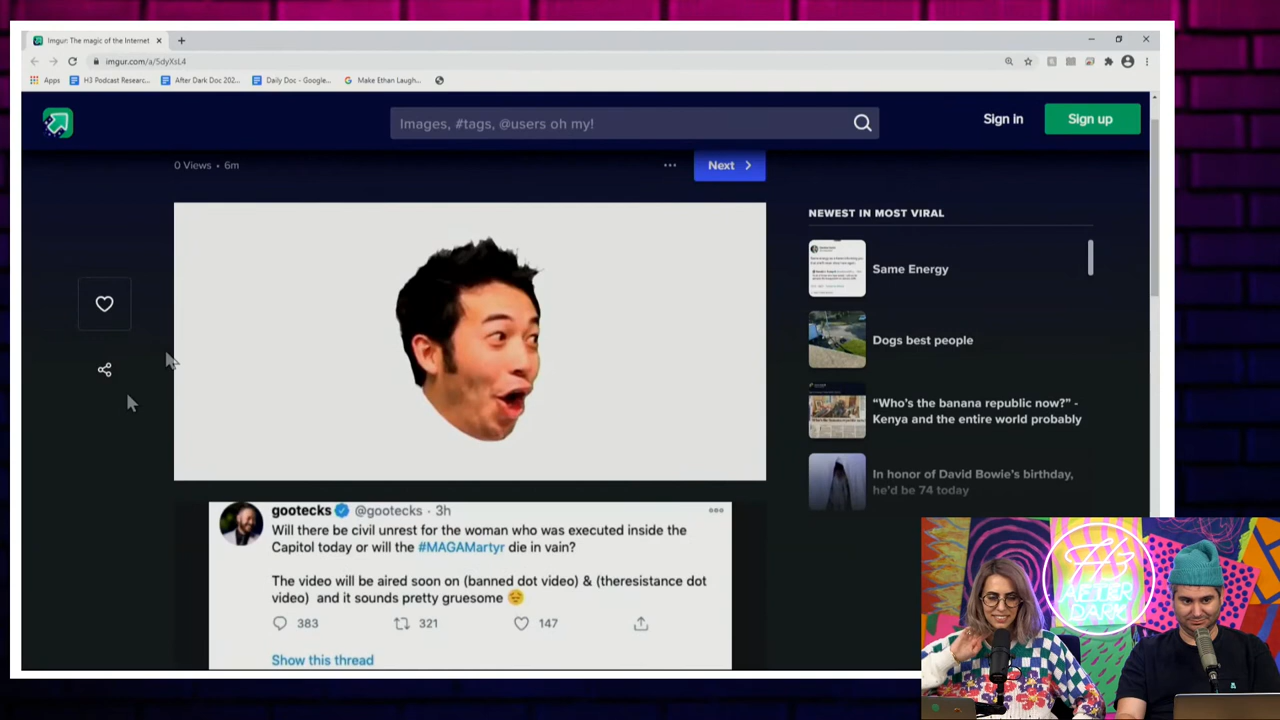 Imgur: The magic of the Internet
imgur.com/a/5dyXsL4
Apps H3 Podcast Researc... After Dark Doc 202... Daily Doc - Google... Make Ethan Laugh...
Images, #tags, @users oh my!
Sign in
Sign up
0 Views • 6m
Next
NEWEST IN MOST VIRAL
Same Energy
Dogs best people
“Who’s the banana republic now?” -
Kenya and the entire world probably
In honor of David Bowie’s birthday,
he’d be 74 today
gootecks @gootecks · 3h
Will there be civil unrest for the woman who was executed inside the
Capitol today or will the #MAGAMartyr die in vain?
The video will be aired soon on (banned dot video) & (theresistance dot
video) and it sounds pretty gruesome 😔
383 321 147
Show this thread
H3
AFTER
DARK